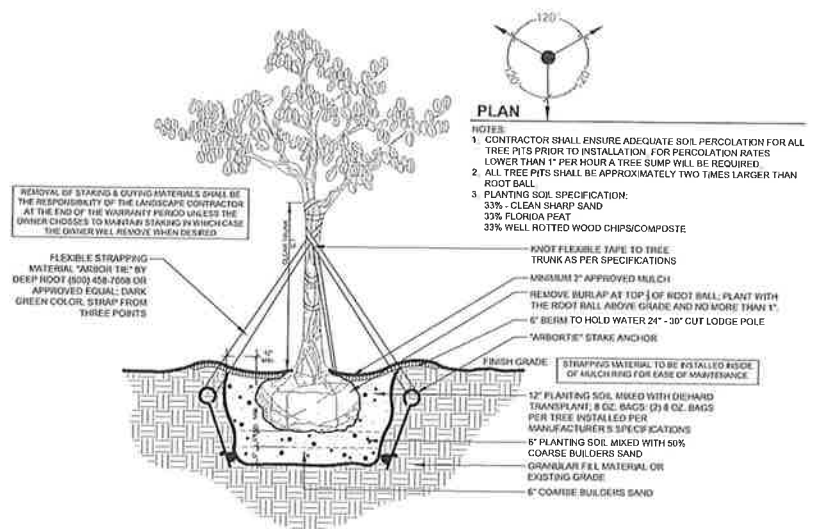 120°
120°
120°
PLAN
NOTES:
1. CONTRACTOR SHALL ENSURE ADEQUATE SOIL PERCOLATION FOR ALL
TREE PITS PRIOR TO INSTALLATION. FOR PERCOLATION RATES
LOWER THAN 1" PER HOUR A TREE SUMP WILL BE REQUIRED.
2. ALL TREE PITS SHALL BE APPROXIMATELY TWO TIMES LARGER THAN
ROOT BALL
3. PLANTING SOIL SPECIFICATION:
33% - CLEAN SHARP SAND
33% FLORIDA PEAT
33% WELL ROTTED WOOD CHIPS/COMPOSTE
REMOVAL OF STAKING & GUYING MATERIALS SHALL BE
THE RESPONSIBILITY OF THE LANDSCAPE CONTRACTOR
AT THE END OF THE WARRANTY PERIOD UNLESS THE
OWNER CHOSSES TO MAINTAIN STAKING IN WHICH CASE
THE OWNER WILL REMOVE WHEN DESIRED
CLEAR TRUNK
KNOT FLEXIBLE TAPE TO TREE
TRUNK AS PER SPECIFICATIONS
FLEXIBLE STRAPPING
MATERIAL "ARBOR TIE" BY
DEEP ROOT (800) 458-7668 OR
APPROVED EQUAL; DARK
GREEN COLOR, STRAP FROM
THREE POINTS
MINIMUM 2" APPROVED MULCH
REMOVE BURLAP AT TOP OF ROOT BALL; PLANT WITH
THE ROOT BALL ABOVE GRADE AND NO MORE THAN 1".
6" BERM TO HOLD WATER 24" - 30" CUT LODGE POLE
"ARBORTIE" STAKE ANCHOR
FINISH GRADE
STRAPPING MATERIAL TO BE INSTALLED INSIDE
OF MULCH RING FOR EASE OF MAINTENANCE
12" MIN.
12" PLANTING SOIL MIXED WITH DIEHARD
TRANSPLANT; 8 OZ. BAGS: (2) 8 OZ. BAGS
PER TREE INSTALLED PER
MANUFACTURER'S SPECIFICATIONS
6" PLANTING SOIL MIXED WITH 50%
COARSE BUILDERS SAND
GRANULAR FILL MATERIAL OR
EXISTING GRADE
6" COARSE BUILDERS SAND